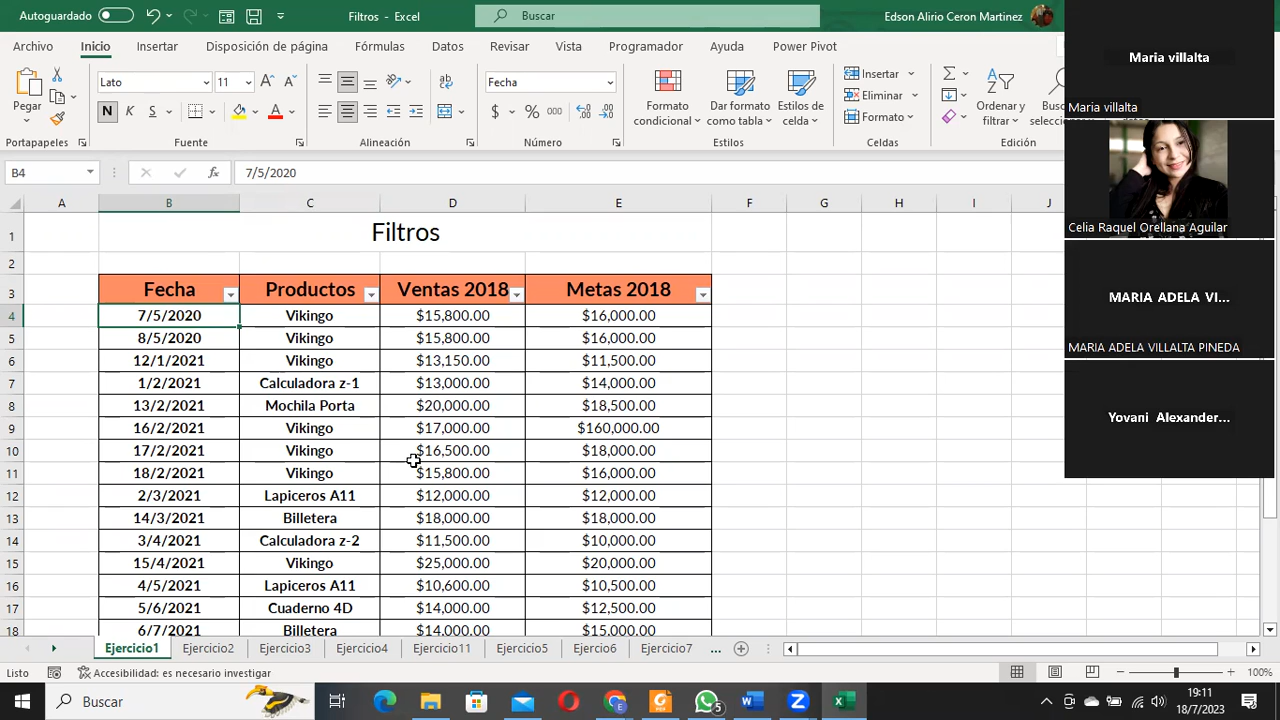 Autoguardado
Filtros - Excel
Buscar
Edson Alirio Ceron Martinez
Archivo Inicio Insertar Disposición de página Fórmulas Datos Revisar Vista Programador Ayuda Power Pivot
Pegar
Portapapeles
Lato 11
N K S
Fuente
Alineación
Fecha
$ % 000
Número
Formato condicional
Dar formato como tabla
Estilos de celda
Estilos
Insertar
Eliminar
Formato
Celdas
Ordenar y filtrar
Edición
B4
fx 7/5/2020
A B C D E F G H I J
1 Filtros
2
3 Fecha Productos Ventas 2018 Metas 2018
4 7/5/2020 Vikingo $15,800.00 $16,000.00
5 8/5/2020 Vikingo $15,800.00 $16,000.00
6 12/1/2021 Vikingo $13,150.00 $11,500.00
7 1/2/2021 Calculadora z-1 $13,000.00 $14,000.00
8 13/2/2021 Mochila Porta $20,000.00 $18,500.00
9 16/2/2021 Vikingo $17,000.00 $160,000.00
10 17/2/2021 Vikingo $16,500.00 $18,000.00
11 18/2/2021 Vikingo $15,800.00 $16,000.00
12 2/3/2021 Lapiceros A11 $12,000.00 $12,000.00
13 14/3/2021 Billetera $18,000.00 $18,000.00
14 3/4/2021 Calculadora z-2 $11,500.00 $10,000.00
15 15/4/2021 Vikingo $25,000.00 $20,000.00
16 4/5/2021 Lapiceros A11 $10,600.00 $10,500.00
17 5/6/2021 Cuaderno 4D $14,000.00 $12,500.00
18 6/7/2021 Billetera $14,000.00 $15,000.00
Ejercicio1 Ejercicio2 Ejercicio3 Ejercicio4 Ejercicio11 Ejercicio5 Ejercio6 Ejercicio7 ...
Listo Accesibilidad: es necesario investigar 100%
Buscar
5
19:11
18/7/2023
Maria villalta
Maria villalta
Celia Raquel Orellana Aguilar
MARIA ADELA VI...
MARIA ADELA VILLALTA PINEDA
Yovani Alexander...